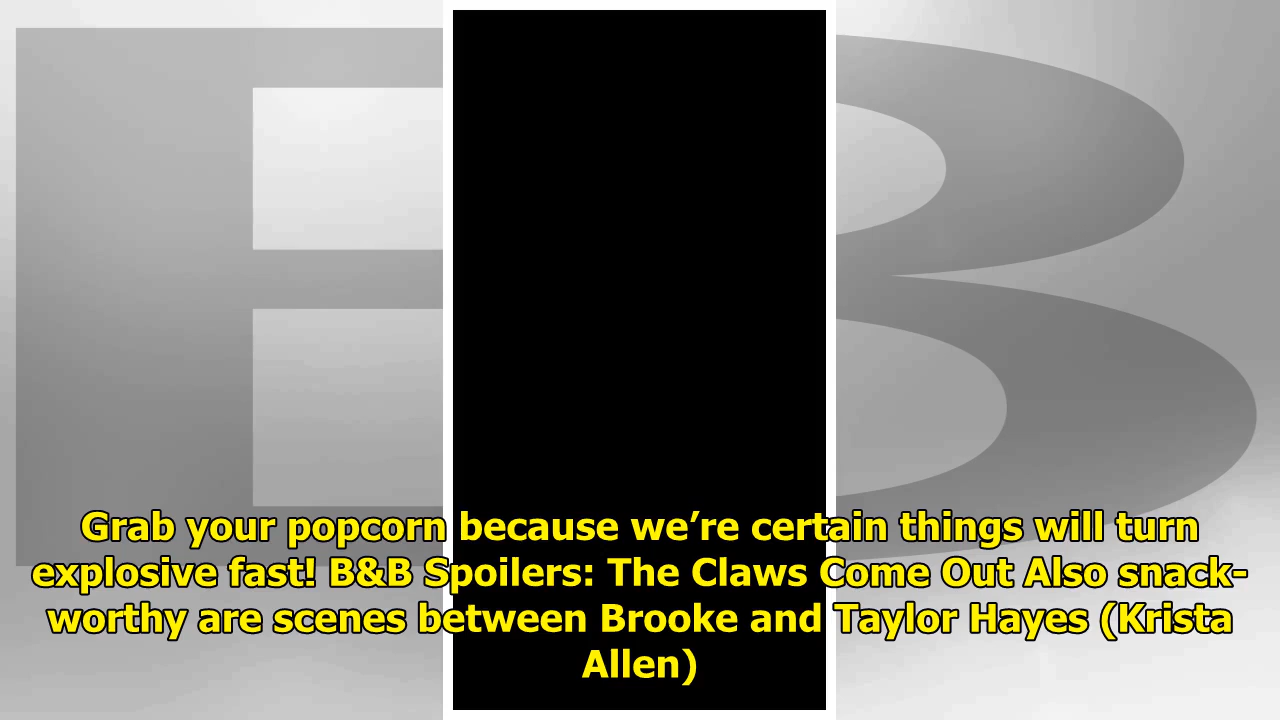 Grab your popcorn because we’re certain things will turn
explosive fast! B&B Spoilers: The Claws Come Out Also snack-
worthy are scenes between Brooke and Taylor Hayes (Krista
Allen)